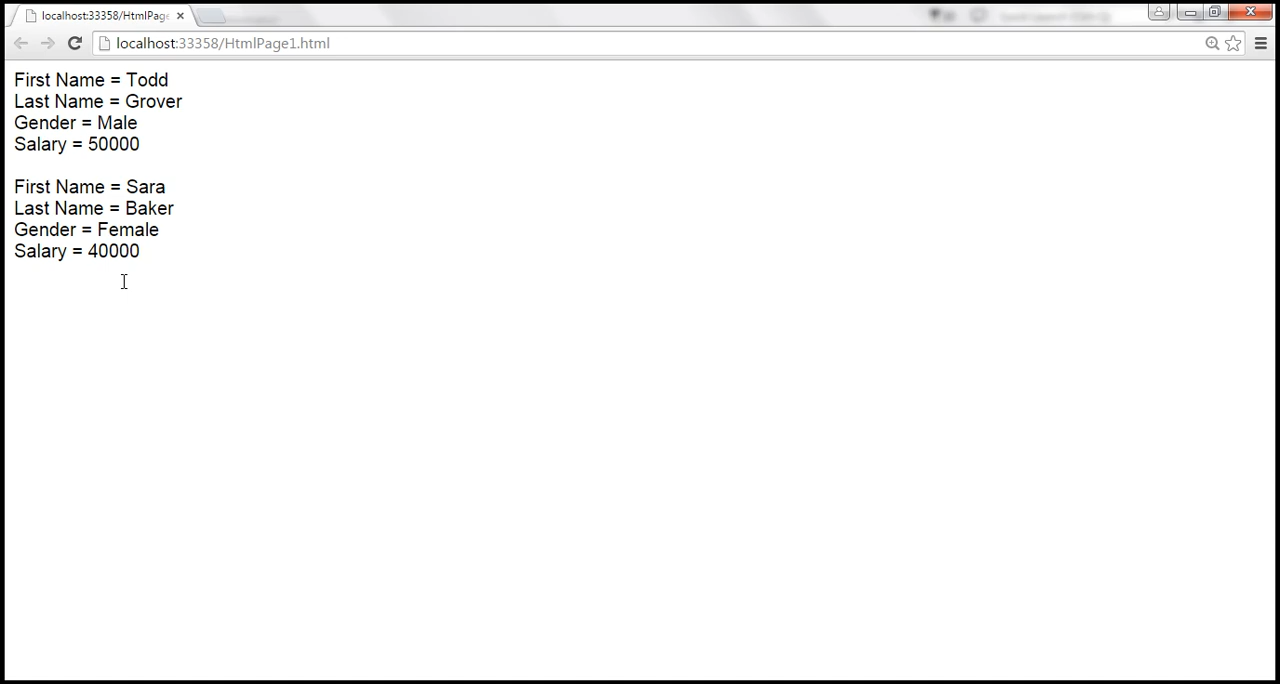 localhost:33358/HtmlPage
localhost:33358/HtmlPage1.html
First Name = Todd
Last Name = Grover
Gender = Male
Salary = 50000
First Name = Sara
Last Name = Baker
Gender = Female
Salary = 40000